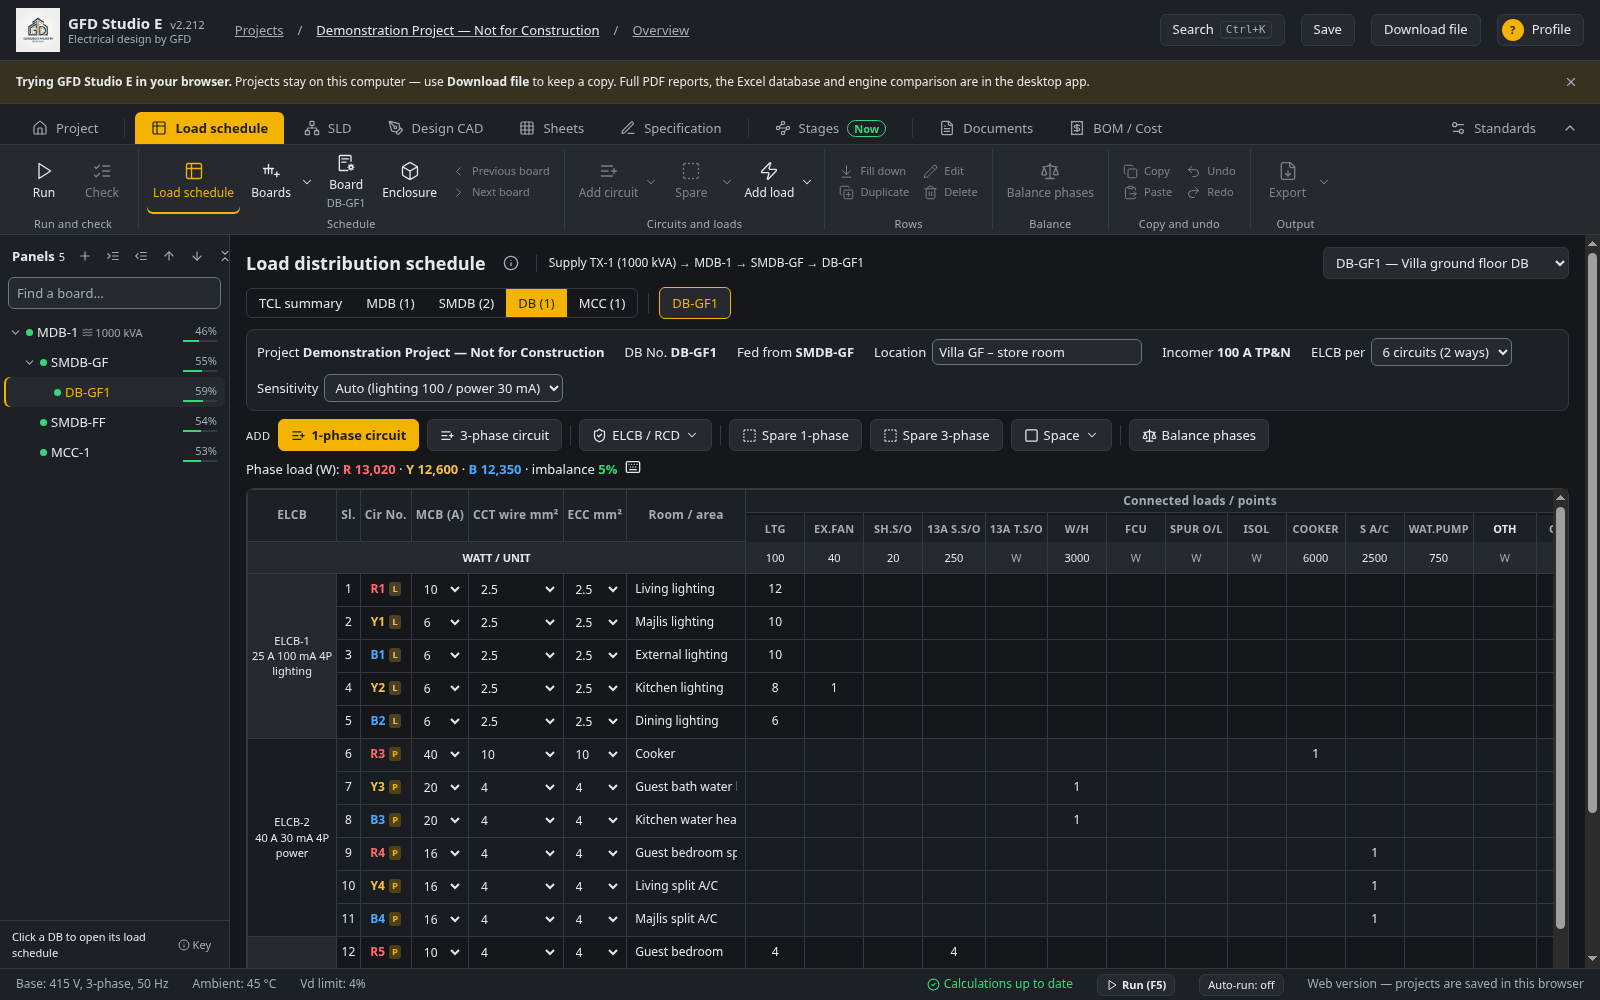 GFD Studio E v2.212
Electrical design by GFD
Projects / Demonstration Project — Not for Construction / Overview
Search Ctrl+K Save Download file ? Profile
Trying GFD Studio E in your browser. Projects stay on this computer — use Download file to keep a copy. Full PDF reports, the Excel database and engine comparison are in the desktop app.
Project Load schedule SLD Design CAD Sheets Specification Stages Now Documents BOM / Cost Standards
Run Check Load schedule Boards Board DB-GF1 Enclosure Previous board Next board Add circuit Spare Add load Fill down Duplicate Edit Delete Balance phases Copy Paste Undo Redo Export
Run and check Schedule Circuits and loads Rows Balance Copy and undo Output
Panels 5
Find a board...
MDB-1 1000 kVA 46%
SMDB-GF 55%
DB-GF1 59%
SMDB-FF 54%
MCC-1 53%
Click a DB to open its load schedule Key
Load distribution schedule Supply TX-1 (1000 kVA) → MDB-1 → SMDB-GF → DB-GF1 DB-GF1 — Villa ground floor DB
TCL summary MDB (1) SMDB (2) DB (1) MCC (1) DB-GF1
Project Demonstration Project — Not for Construction DB No. DB-GF1 Fed from SMDB-GF Location Villa GF – store room Incomer 100 A TP&N ELCB per 6 circuits (2 ways)
Sensitivity Auto (lighting 100 / power 30 mA)
ADD 1-phase circuit 3-phase circuit ELCB / RCD Spare 1-phase Spare 3-phase Space Balance phases
Phase load (W): R 13,020 · Y 12,600 · B 12,350 · imbalance 5%
ELCB Sl. Cir No. MCB (A) CCT wire mm² ECC mm² Room / area Connected loads / points
LTG EX.FAN SH.S/O 13A S.S/O 13A T.S/O W/H FCU SPUR O/L ISOL COOKER S A/C WAT.PUMP OTH
WATT / UNIT 100 40 20 250 W 3000 W W W 6000 2500 750 W
ELCB-1 25 A 100 mA 4P lighting
1 R1 L 10 2.5 2.5 Living lighting 12
2 Y1 L 6 2.5 2.5 Majlis lighting 10
3 B1 L 6 2.5 2.5 External lighting 10
4 Y2 L 6 2.5 2.5 Kitchen lighting 8 1
5 B2 L 6 2.5 2.5 Dining lighting 6
ELCB-2 40 A 30 mA 4P power
6 R3 P 40 10 10 Cooker 1
7 Y3 P 20 4 4 Guest bath water 1
8 B3 P 20 4 4 Kitchen water hea 1
9 R4 P 16 4 4 Guest bedroom sp 1
10 Y4 P 16 4 4 Living split A/C 1
11 B4 P 16 4 4 Majlis split A/C 1
12 R5 P 10 4 4 Guest bedroom 4 4
Base: 415 V, 3-phase, 50 Hz Ambient: 45 °C Vd limit: 4% Calculations up to date Run (F5) Auto-run: off Web version — projects are saved in this browser